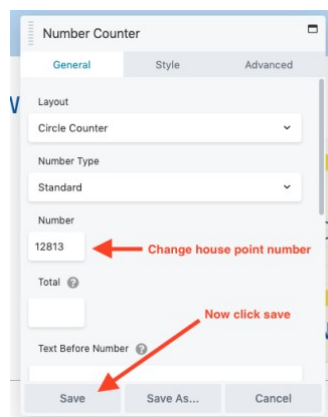 Number Counter
General Style Advanced
Layout
Circle Counter
Number Type
Standard
Number
12813 Change house point number
Total
Now click save
Text Before Number
Save Save As... Cancel